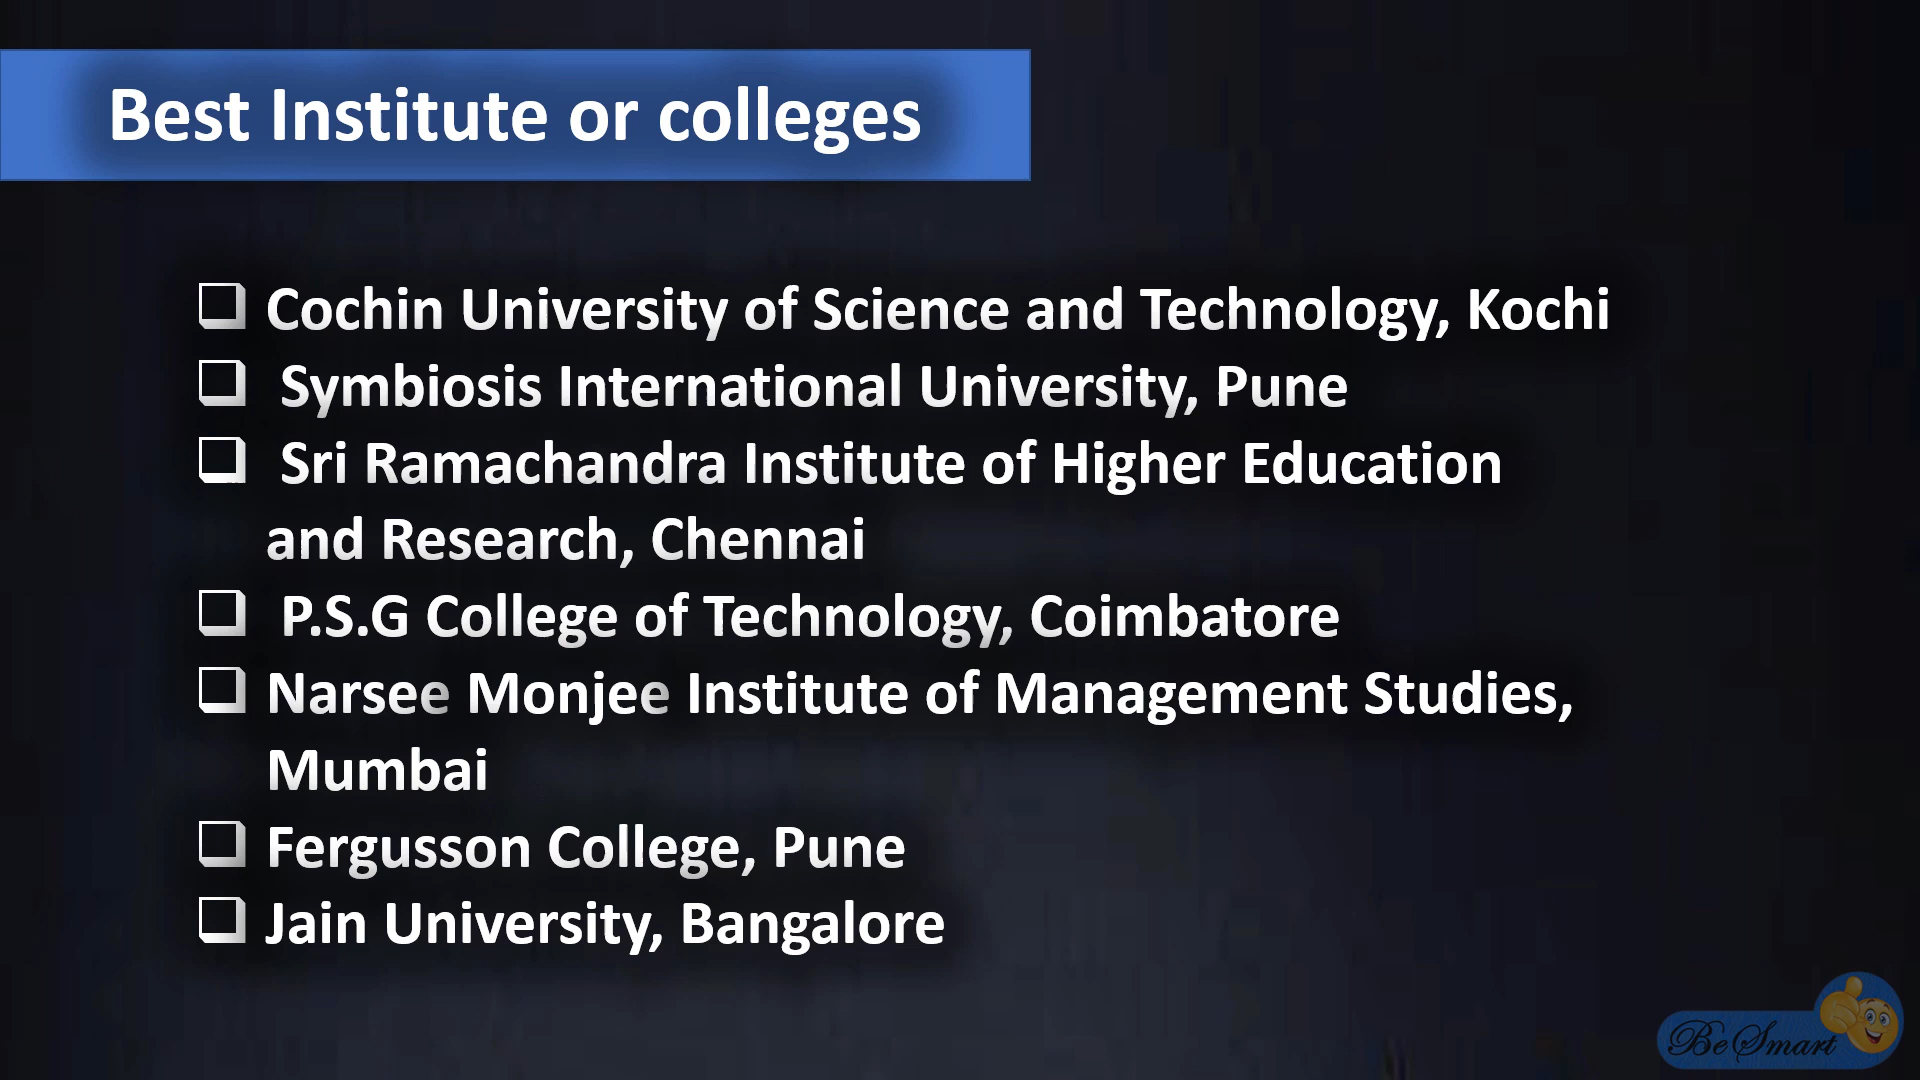 Best Institute or colleges
❑ Cochin University of Science and Technology, Kochi
❑ Symbiosis International University, Pune
❑ Sri Ramachandra Institute of Higher Education
and Research, Chennai
❑ P.S.G College of Technology, Coimbatore
❑ Narsee Monjee Institute of Management Studies,
Mumbai
❑ Fergusson College, Pune
❑ Jain University, Bangalore
Be Smart